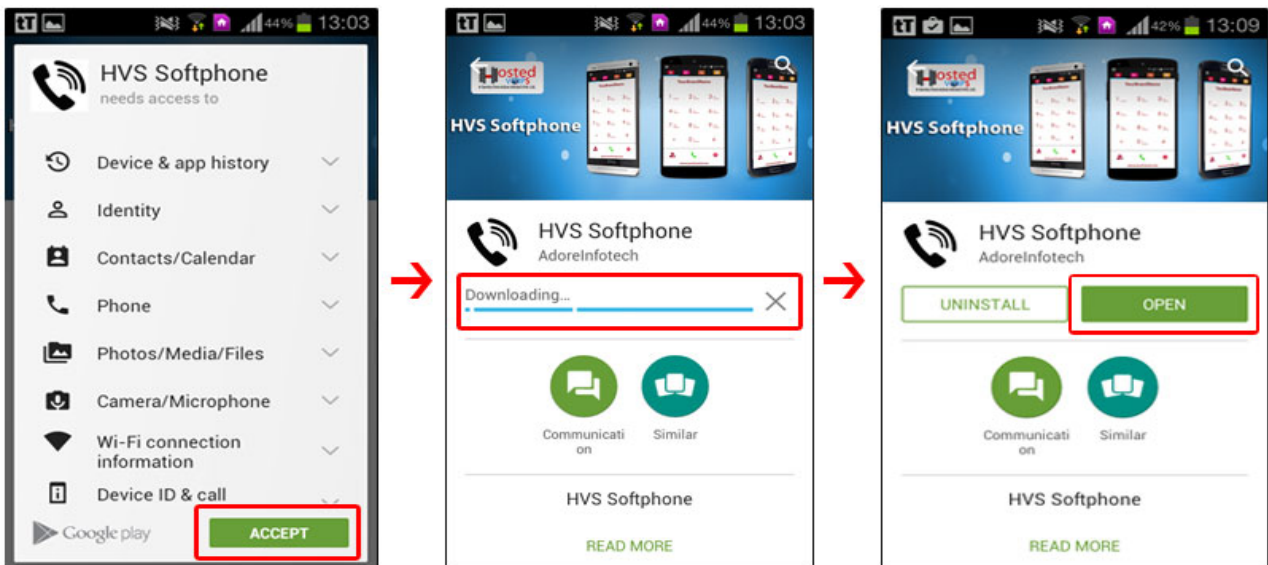 44% 13:03
HVS Softphone
needs access to
Device & app history
Identity
Contacts/Calendar
Phone
Photos/Media/Files
Camera/Microphone
Wi-Fi connection
information
Device ID & call
Google play
ACCEPT
44% 13:03
Hosted
HVS Softphone
HVS Softphone
AdoreInfotech
Downloading...
Communicati
on
Similar
HVS Softphone
READ MORE
42% 13:09
Hosted
HVS Softphone
HVS Softphone
AdoreInfotech
UNINSTALL
OPEN
Communicati
on
Similar
HVS Softphone
READ MORE